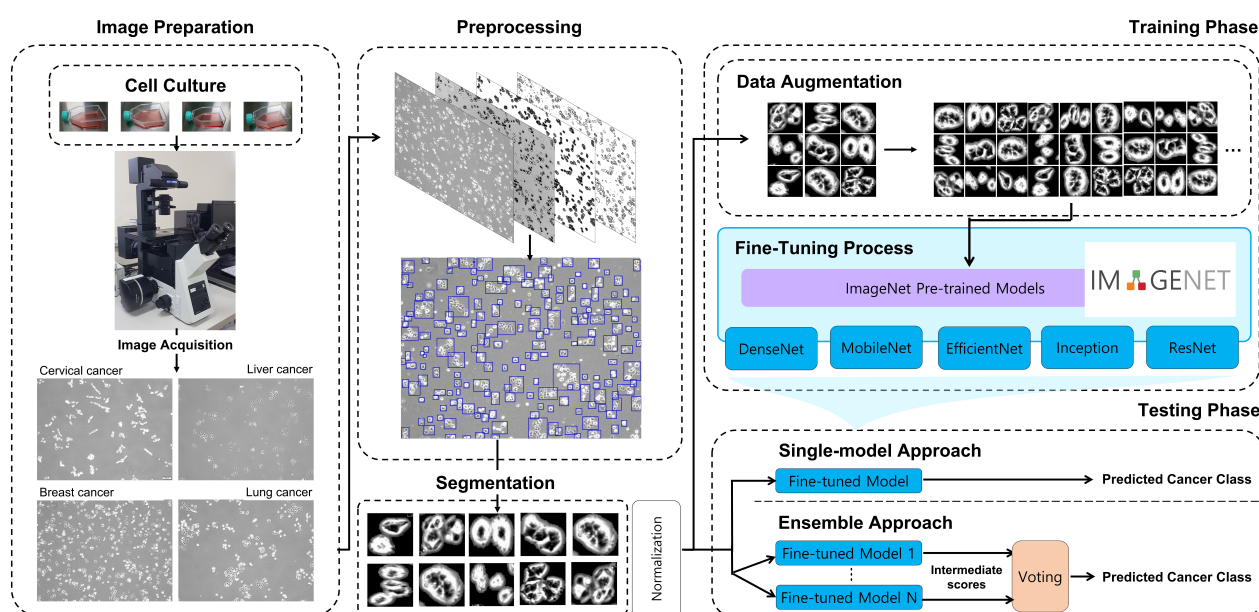 Image Preparation
Cell Culture
Image Acquisition
Cervical cancer
Liver cancer
Breast cancer
Lung cancer
Preprocessing
Segmentation
Normalization
Training Phase
Data Augmentation
...
Fine-Tuning Process
ImageNet Pre-trained Models
IMAGENET
DenseNet
MobileNet
EfficientNet
Inception
ResNet
Testing Phase
Single-model Approach
Fine-tuned Model
Predicted Cancer Class
Ensemble Approach
Fine-tuned Model 1
Intermediate
scores
Fine-tuned Model N
Voting
Predicted Cancer Class